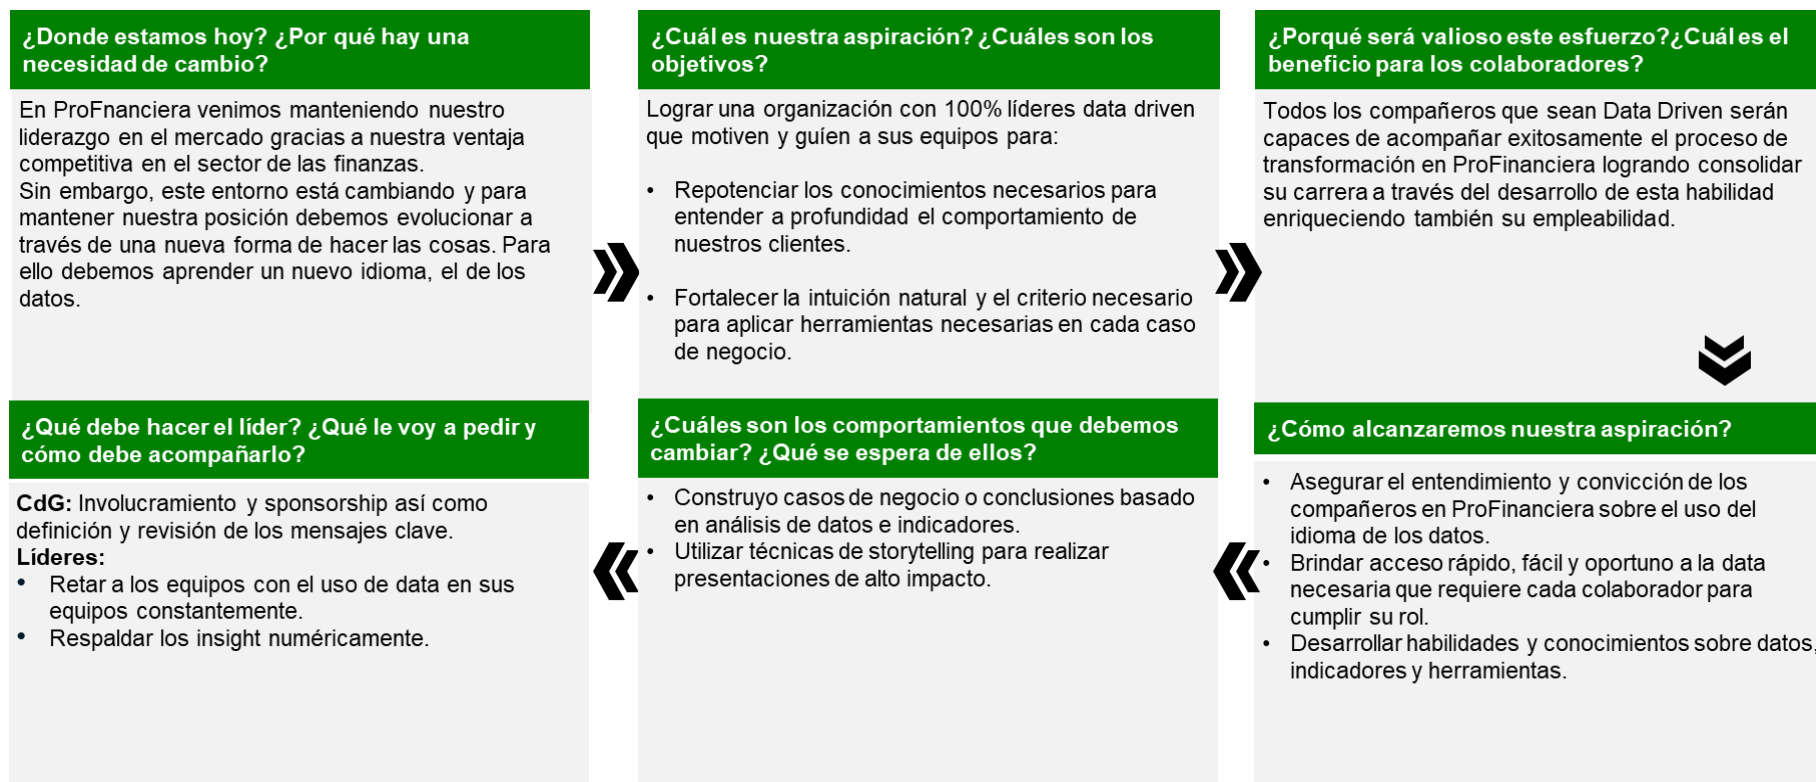 ¿Donde estamos hoy? ¿Por qué hay una
necesidad de cambio?
En ProFnanciera venimos manteniendo nuestro
liderazgo en el mercado gracias a nuestra ventaja
competitiva en el sector de las finanzas.
Sin embargo, este entorno está cambiando y para
mantener nuestra posición debemos evolucionar a
través de una nueva forma de hacer las cosas. Para
ello debemos aprender un nuevo idioma, el de los
datos.
¿Cuál es nuestra aspiración? ¿Cuáles son los
objetivos?
Lograr una organización con 100% líderes data driven
que motiven y guíen a sus equipos para:
• Repotenciar los conocimientos necesarios para
entender a profundidad el comportamiento de
nuestros clientes.
• Fortalecer la intuición natural y el criterio necesario
para aplicar herramientas necesarias en cada caso
de negocio.
¿Porqué será valioso este esfuerzo?¿Cuál es el
beneficio para los colaboradores?
Todos los compañeros que sean Data Driven serán
capaces de acompañar exitosamente el proceso de
transformación en ProFinanciera logrando consolidar
su carrera a través del desarrollo de esta habilidad
enriqueciendo también su empleabilidad.
¿Cómo alcanzaremos nuestra aspiración?
• Asegurar el entendimiento y convicción de los
compañeros en ProFinanciera sobre el uso del
idioma de los datos.
• Brindar acceso rápido, fácil y oportuno a la data
necesaria que requiere cada colaborador para
cumplir su rol.
• Desarrollar habilidades y conocimientos sobre datos,
indicadores y herramientas.
¿Cuáles son los comportamientos que debemos
cambiar? ¿Qué se espera de ellos?
• Construyo casos de negocio o conclusiones basado
en análisis de datos e indicadores.
• Utilizar técnicas de storytelling para realizar
presentaciones de alto impacto.
¿Qué debe hacer el líder? ¿Qué le voy a pedir y
cómo debe acompañarlo?
CdG: Involucramiento y sponsorship así como
definición y revisión de los mensajes clave.
Líderes:
• Retar a los equipos con el uso de data en sus
equipos constantemente.
• Respaldar los insight numéricamente.